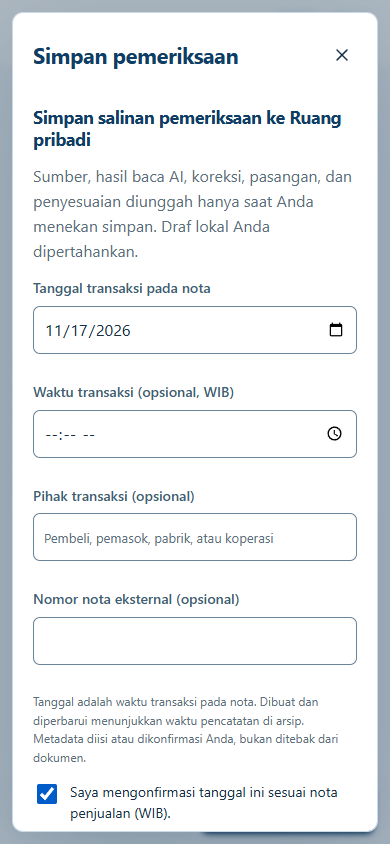 Simpan pemeriksaan
Simpan salinan pemeriksaan ke Ruang
pribadi
Sumber, hasil baca AI, koreksi, pasangan, dan
penyesuaian diunggah hanya saat Anda
menekan simpan. Draf lokal Anda
dipertahankan.
Tanggal transaksi pada nota
11/17/2026
Waktu transaksi (opsional, WIB)
--:-- --
Pihak transaksi (opsional)
Pembeli, pemasok, pabrik, atau koperasi
Nomor nota eksternal (opsional)
Tanggal adalah waktu transaksi pada nota. Dibuat dan
diperbarui menunjukkan waktu pencatatan di arsip.
Metadata diisi atau dikonfirmasi Anda, bukan ditebak dari
dokumen.
Saya mengonfirmasi tanggal ini sesuai nota
penjualan (WIB).